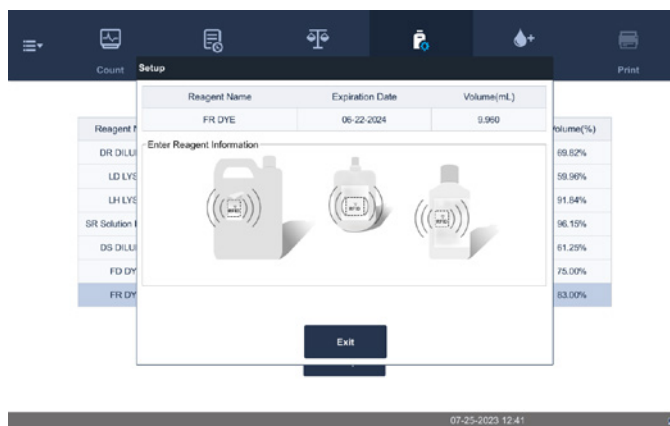 Count
Print
Setup
Reagent Name Expiration Date Volume(mL)
FR DYE 06-22-2024 9.960
Enter Reagent Information
RFID RFID RFID
Reagent
DR DILU
LD LYS
LH LYS
SR Solution
DS DILU
FD DY
FR DY
olume(%)
69.82%
59.96%
91.84%
96.15%
61.25%
75.00%
83.00%
Exit
07-25-2023 12:41